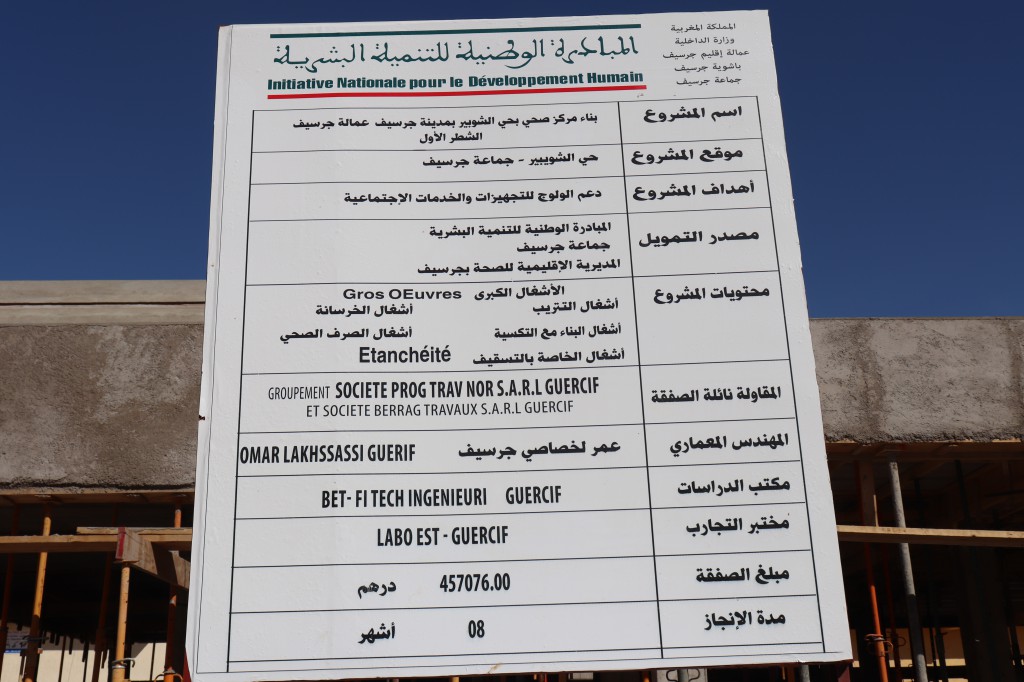 المملكة المغربية
وزارة الداخلية
عمالة إقليم جرسيف
باشوية جرسيف
جماعة جرسيف
المبادرة الوطنية للتنمية البشرية
Initiative Nationale pour le Développement Humain
اسم المشروع
بناء مركز صحي بحي الشويبر بمدينة جرسيف عمالة جرسيف
الشطر الأول
موقع المشروع
حي الشويبير - جماعة جرسيف
أهداف المشروع
دعم الولوج للتجهيزات والخدمات الإجتماعية
مصدر التمويل
المبادرة الوطنية للتنمية البشرية
جماعة جرسيف
المديرية الإقليمية للصحة بجرسيف
محتويات المشروع
الأشغال الكبرى Gros OEuvres
أشغال التتريب أشغال الخرسانة
أشغال البناء مع التكسية أشغال الصرف الصحي
أشغال الخاصة بالتسقيف Etanchéité
المقاولة نائلة الصفقة
GROUPEMENT SOCIETE PROG TRAV NOR S.A.R.L GUERCIF
ET SOCIETE BERRAG TRAVAUX S.A.R.L GUERCIF
المهندس المعماري
عمر لخصاصي جرسيف OMAR LAKHSSASSI GUERIF
مكتب الدراسات
BET- FI TECH INGENIEURI GUERCIF
مختبر التجارب
LABO EST - GUERCIF
مبلغ الصفقة
457076.00 درهم
مدة الإنجاز
08 أشهر